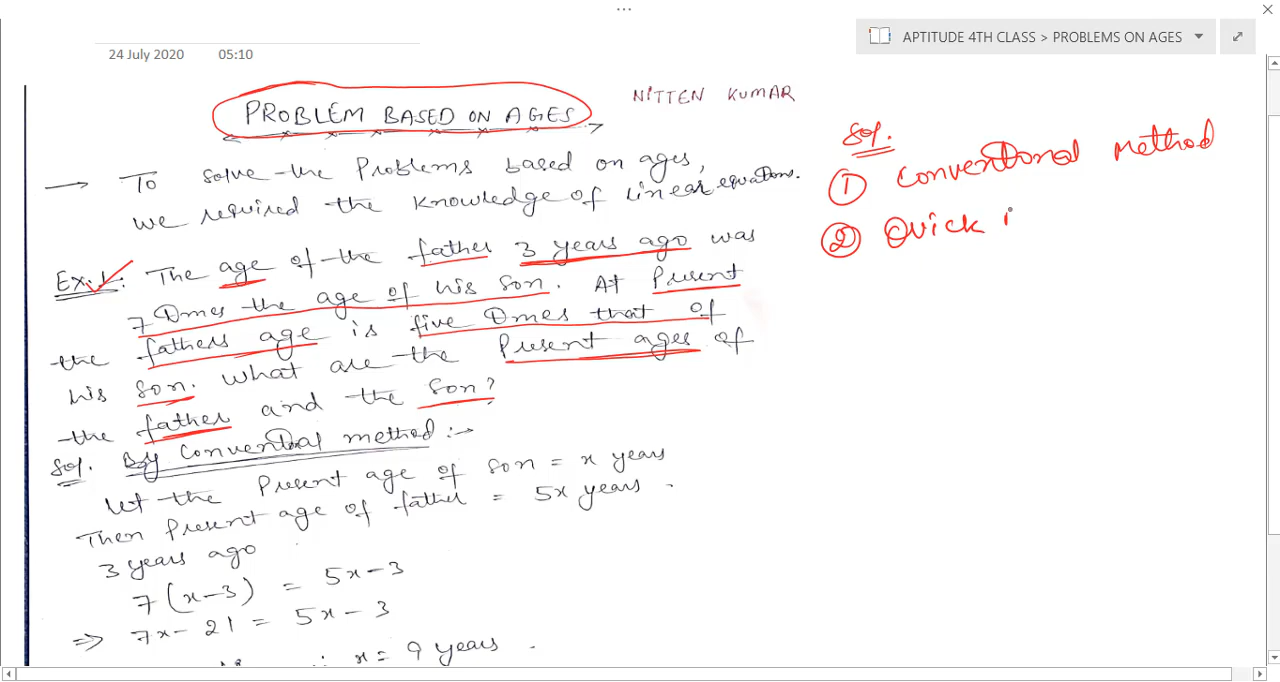 APTITUDE 4TH CLASS > PROBLEMS ON AGES
24 July 2020 05:10
PROBLEM BASED ON AGES
NITTEN KUMAR
→ To solve the Problems based on ages,
we required the knowledge of linear equations.
Ex.1: The age of the father 3 years ago was
7 times the age of his son. At Present
the fathers age is five times that of
his son. What are the Present ages of
the father and the son?
Sol. By Conventional method :→
let the Present age of son = x years
Then Present age of father = 5x years.
3 years ago
7(x-3) = 5x-3
⇒ 7x-21 = 5x-3
x = 9 years.
Sol.
① Conventional Method
② Quick